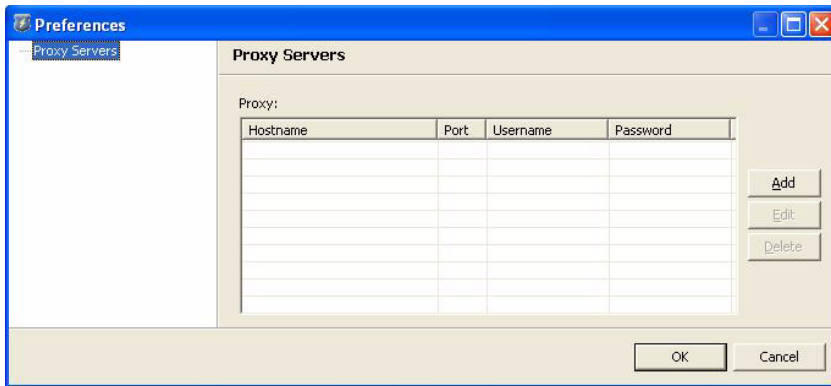 Preferences
Proxy Servers
Proxy Servers
Proxy:
Hostname Port Username Password
Add
Edit
Delete
OK Cancel